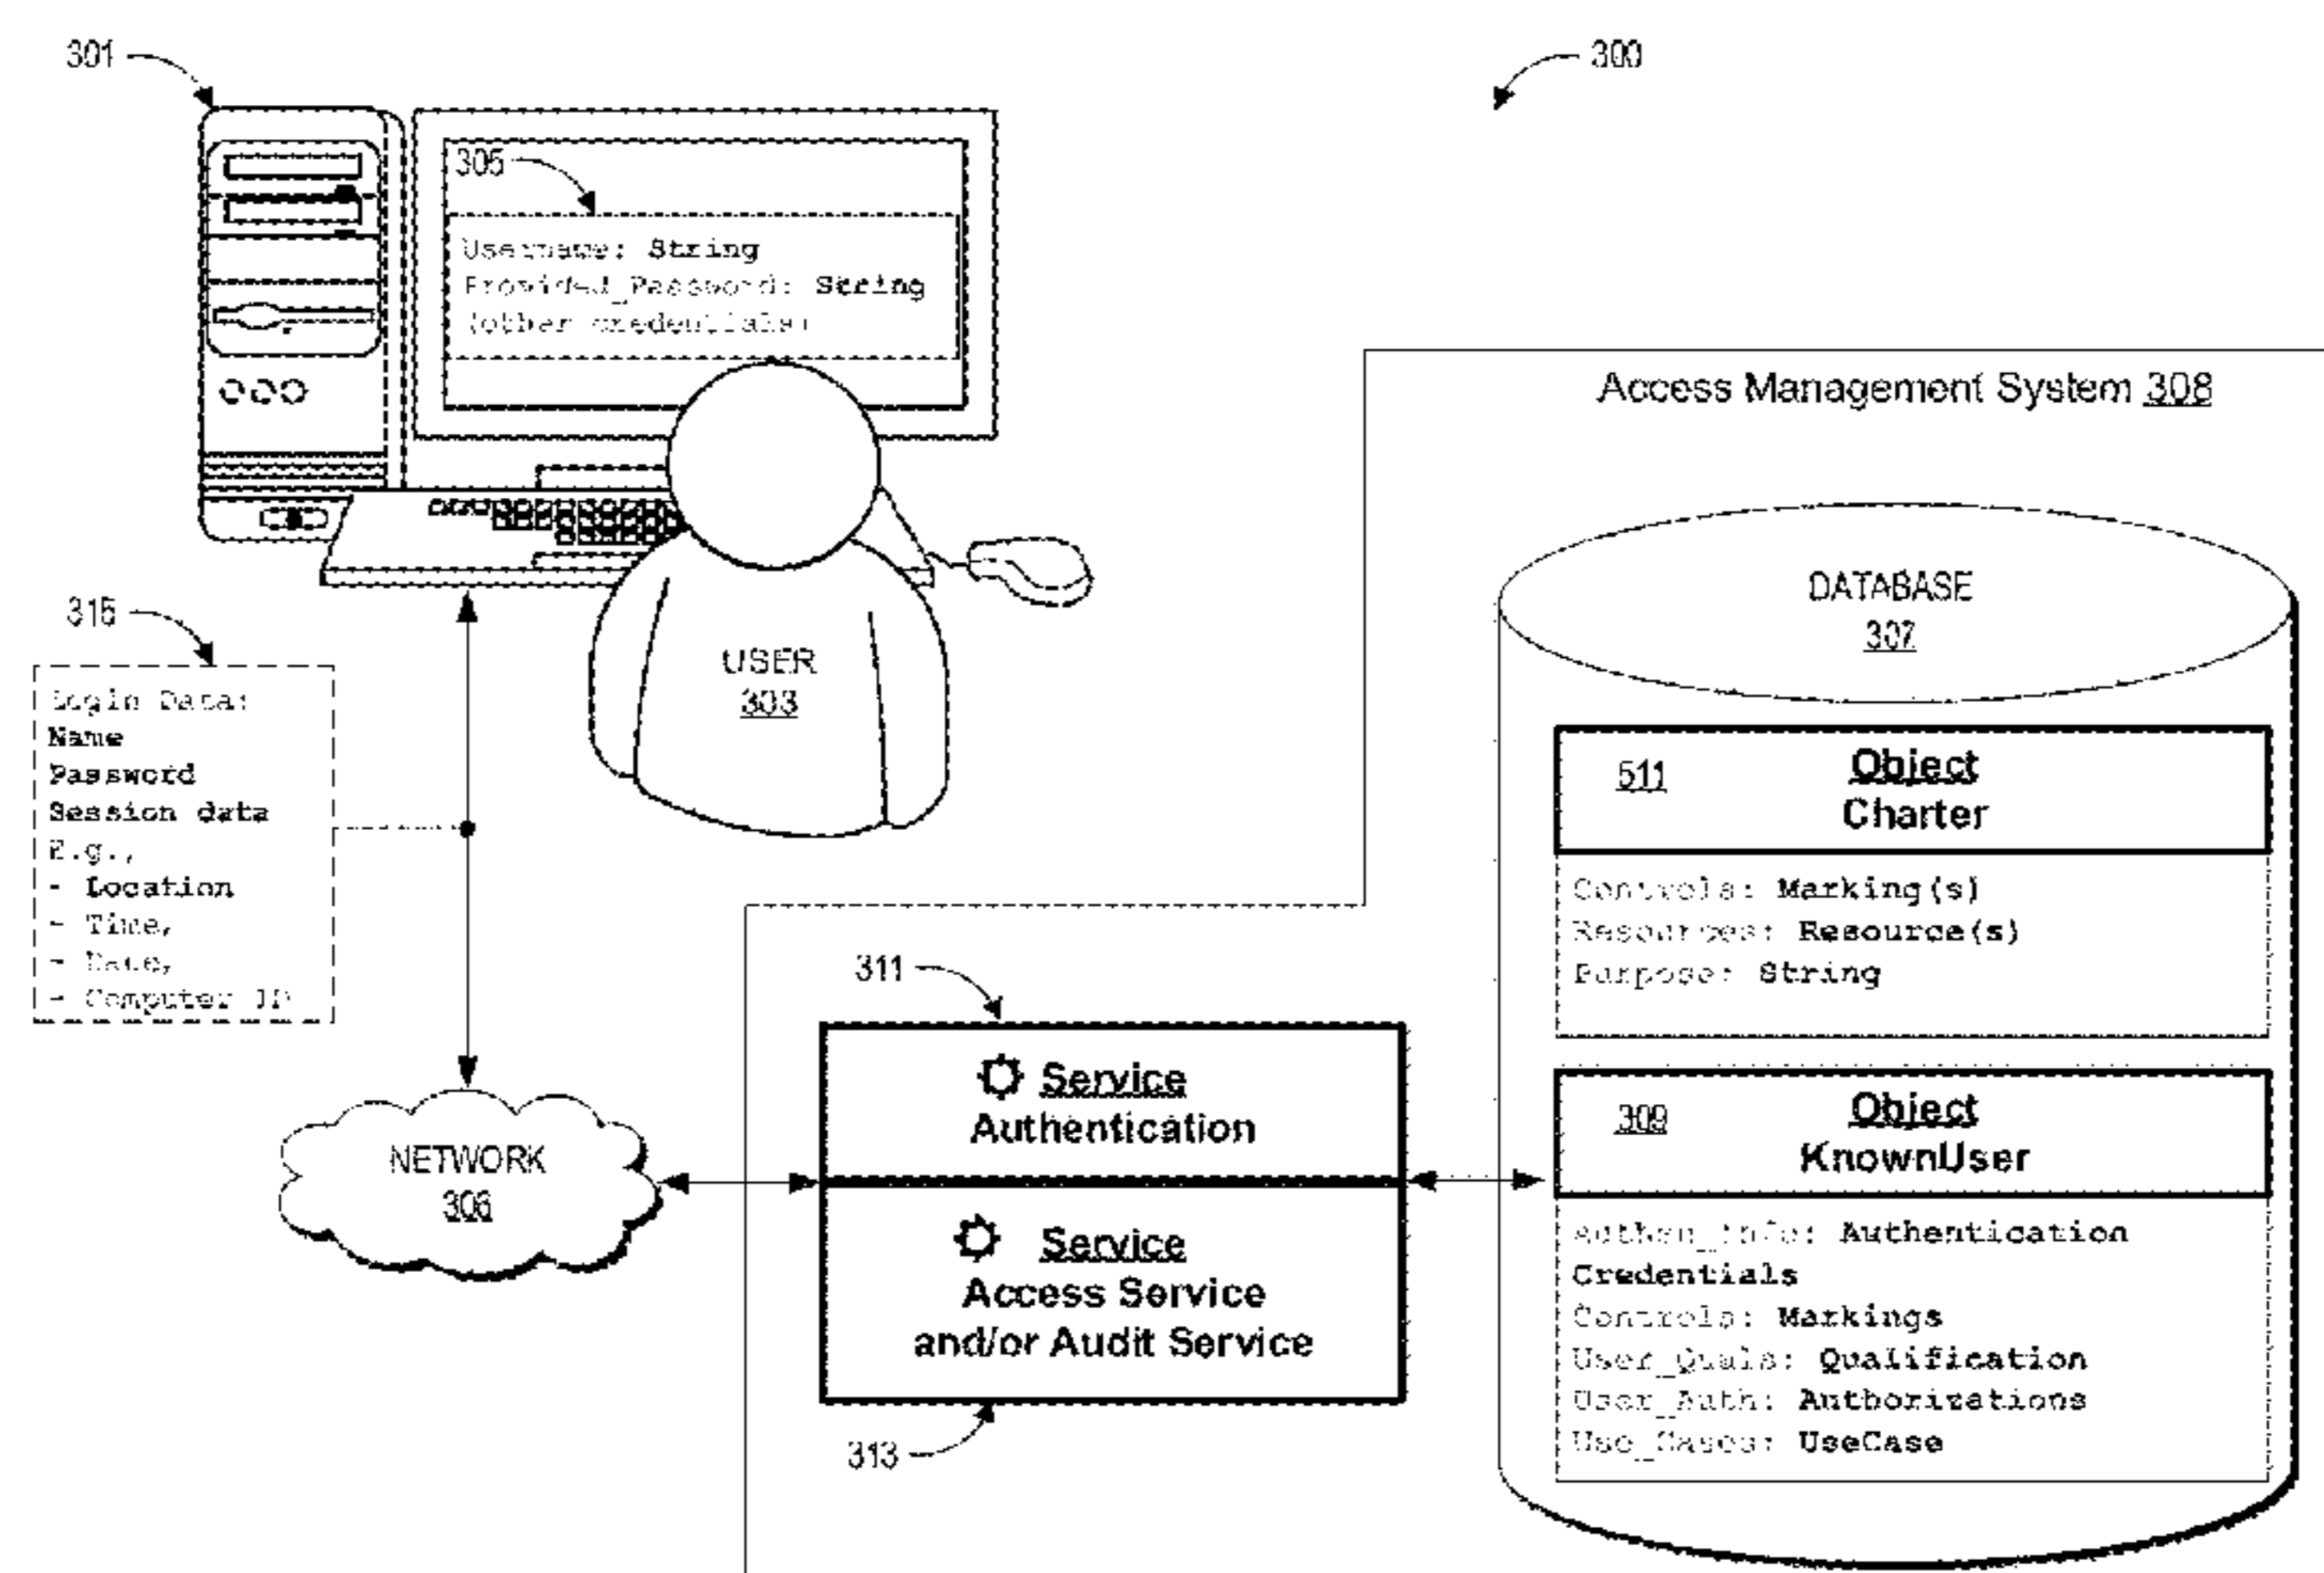 301
300
305
Username: String
Provided_Password: String
(other credentials)
Access Management System 308
DATABASE
307
315
Login Data:
Name
Password
Session data
E.g.,
- Location
- Time,
- Date,
- Computer ID
USER
303
511
Object
Charter
Controls: Marking(s)
Resources: Resource(s)
Purpose: String
311
Service
Authentication
NETWORK
306
Service
Access Service
and/or Audit Service
313
309
Object
KnownUser
Authen_info: Authentication
Credentials
Controls: Markings
User_Quals: Qualification
User_Auth: Authorizations
Use_Cases: UseCase